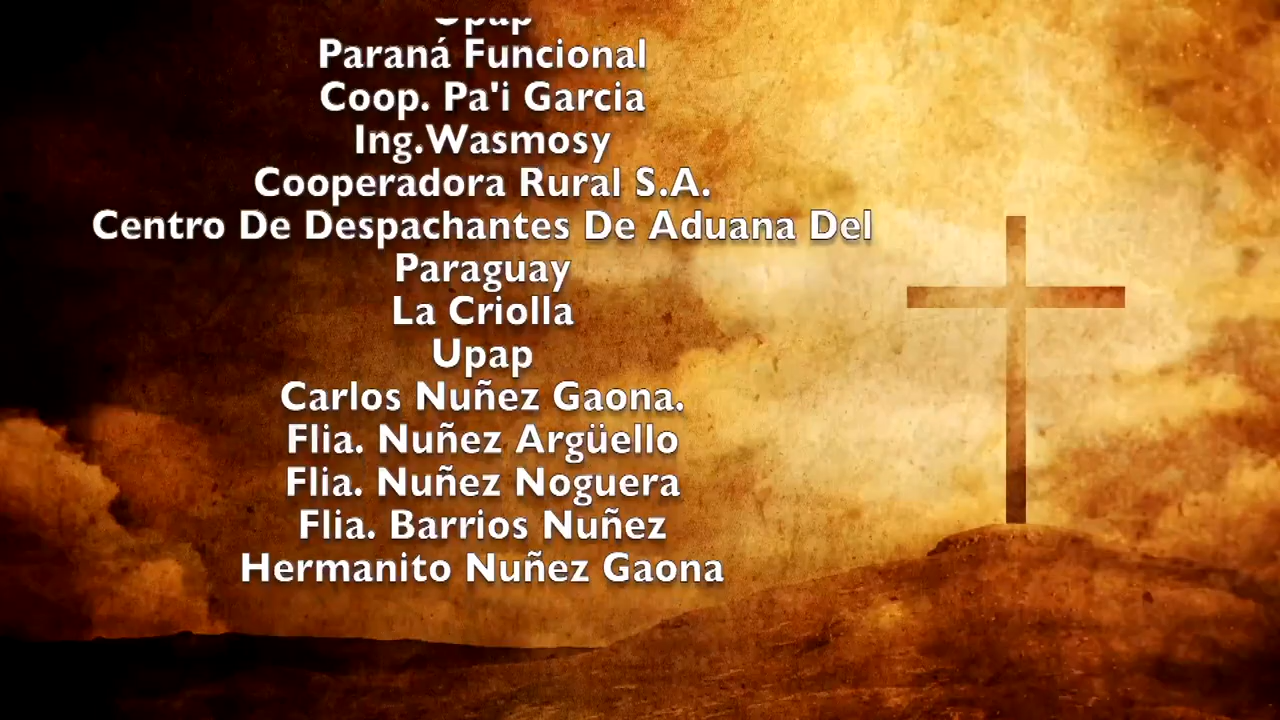 Upap
Paraná Funcional
Coop. Pa'i Garcia
Ing.Wasmosy
Cooperadora Rural S.A.
Centro De Despachantes De Aduana Del
Paraguay
La Criolla
Upap
Carlos Nuñez Gaona.
Flia. Nuñez Argüello
Flia. Nuñez Noguera
Flia. Barrios Nuñez
Hermanito Nuñez Gaona